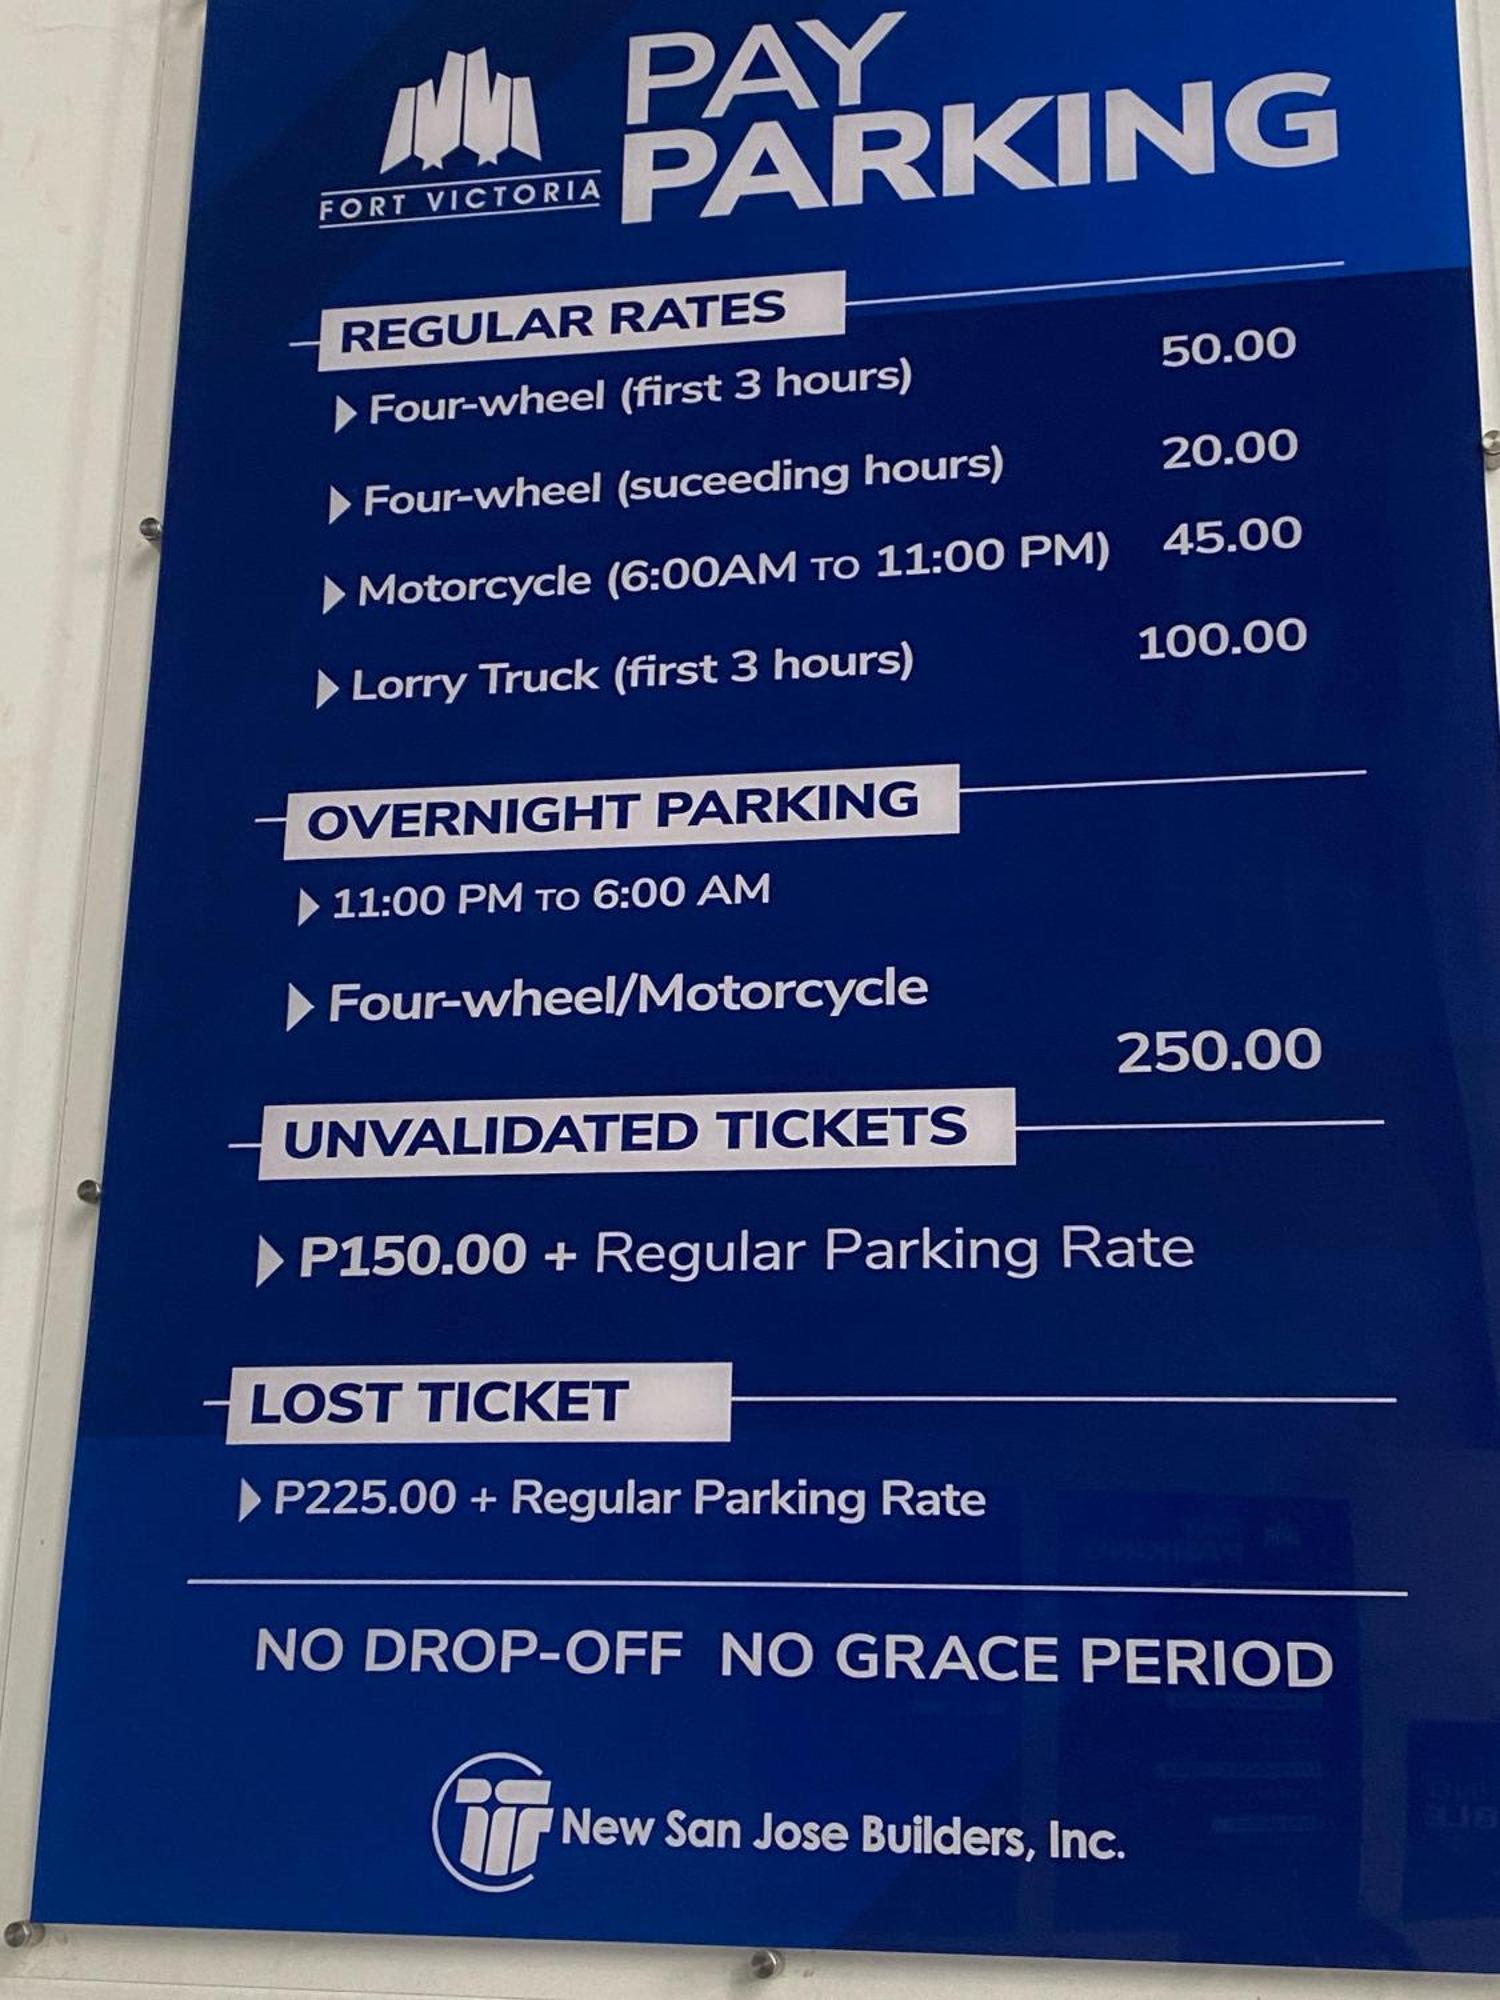 FORT VICTORIA
PAY
PARKING
REGULAR RATES
Four-wheel (first 3 hours) 50.00
Four-wheel (suceeding hours) 20.00
Motorcycle (6:00AM TO 11:00 PM) 45.00
Lorry Truck (first 3 hours) 100.00
OVERNIGHT PARKING
11:00 PM TO 6:00 AM
Four-wheel/Motorcycle
250.00
UNVALIDATED TICKETS
P150.00 + Regular Parking Rate
LOST TICKET
P225.00 + Regular Parking Rate
NO DROP-OFF NO GRACE PERIOD
New San Jose Builders, Inc.